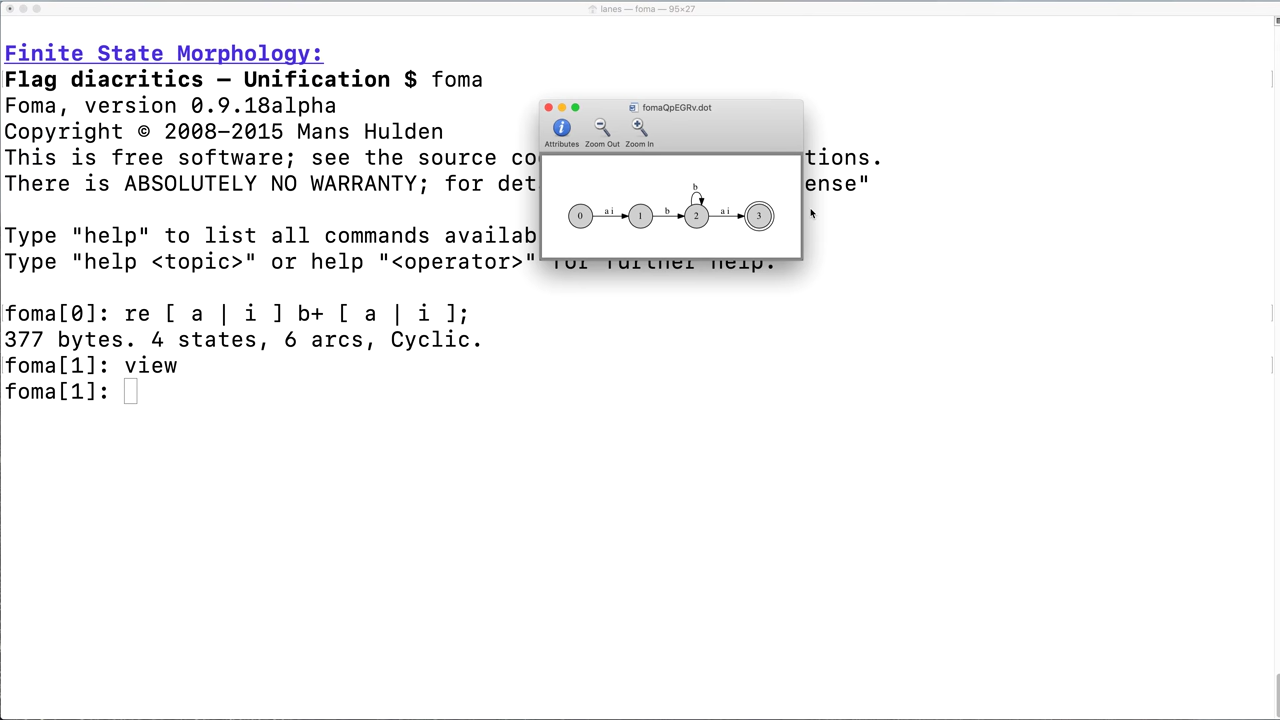 lanes — foma — 95×27
Finite State Morphology:
Flag diacritics – Unification $ foma
Foma, version 0.9.18alpha
Copyright © 2008–2015 Mans Hulden
This is free software; see the source co tions.
There is ABSOLUTELY NO WARRANTY; for det ense"
Type "help" to list all commands availab
Type "help <topic>" or help "<operator>" for further help.
foma[0]: re [ a | i ] b+ [ a | i ];
377 bytes. 4 states, 6 arcs, Cyclic.
foma[1]: view
foma[1]:
fomaQpEGRv.dot
Attributes Zoom Out Zoom In
b
0 a i 1 b 2 a i 3